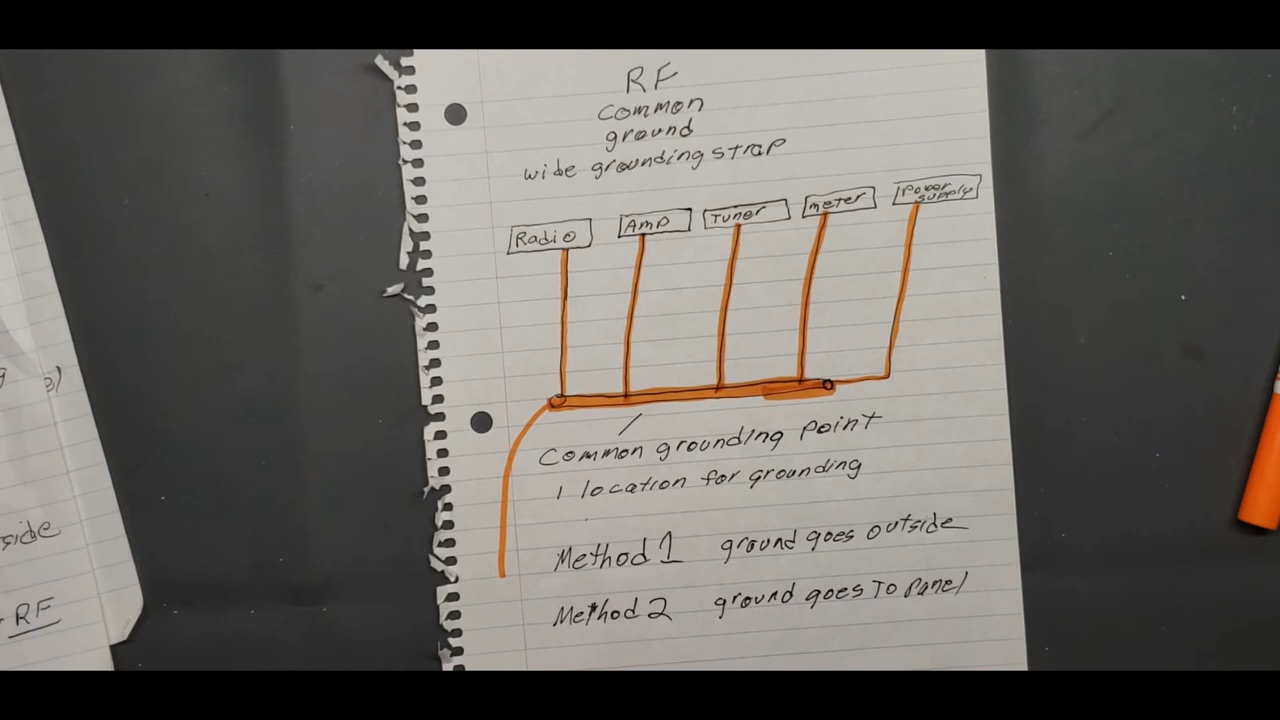 RF
common
ground
wide grounding strap
Radio
Amp
Tuner
meter
power
supply
Common grounding point
1 location for grounding
Method 1 ground goes outside
Method 2 ground goes To panel
RF